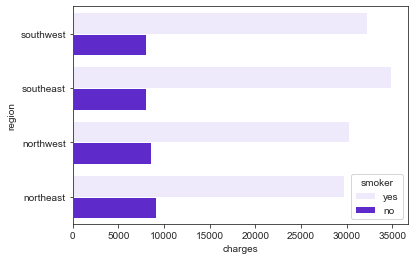 southwest
southeast
northwest
northeast
region
0 5000 10000 15000 20000 25000 30000 35000
charges
smoker
yes
no